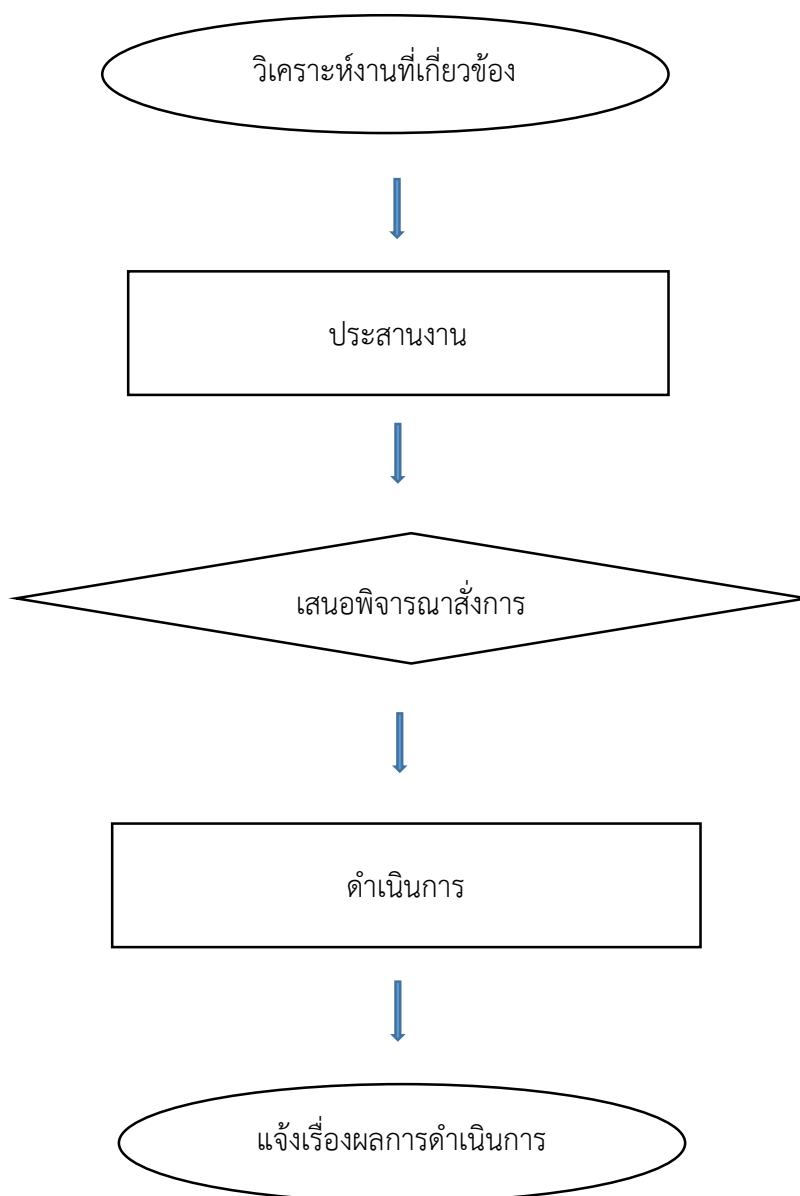 วิเคราะห์งานที่เกี่ยวข้อง
ประสานงาน
เสนอพิจารณาสั่งการ
ดำเนินการ
แจ้งเรื่องผลการดำเนินการ